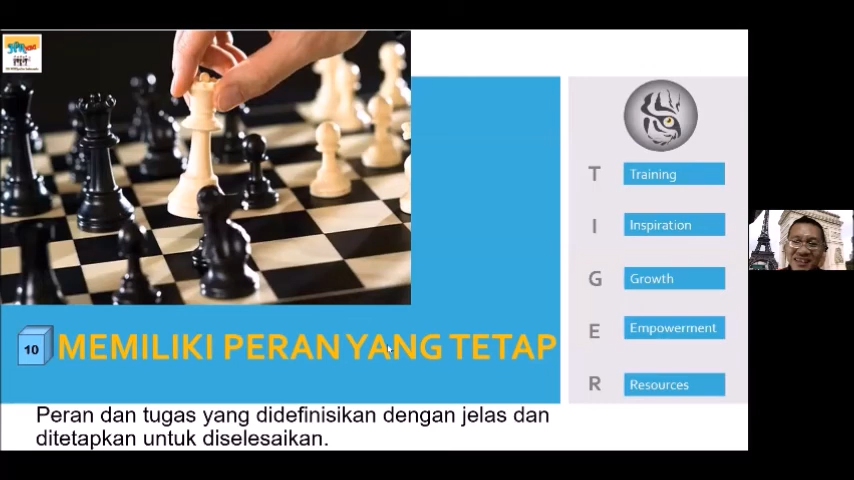 10
MEMILIKI PERAN YANG TETAP
Peran dan tugas yang didefinisikan dengan jelas dan
ditetapkan untuk diselesaikan.
T Training
I Inspiration
G Growth
E Empowerment
R Resources